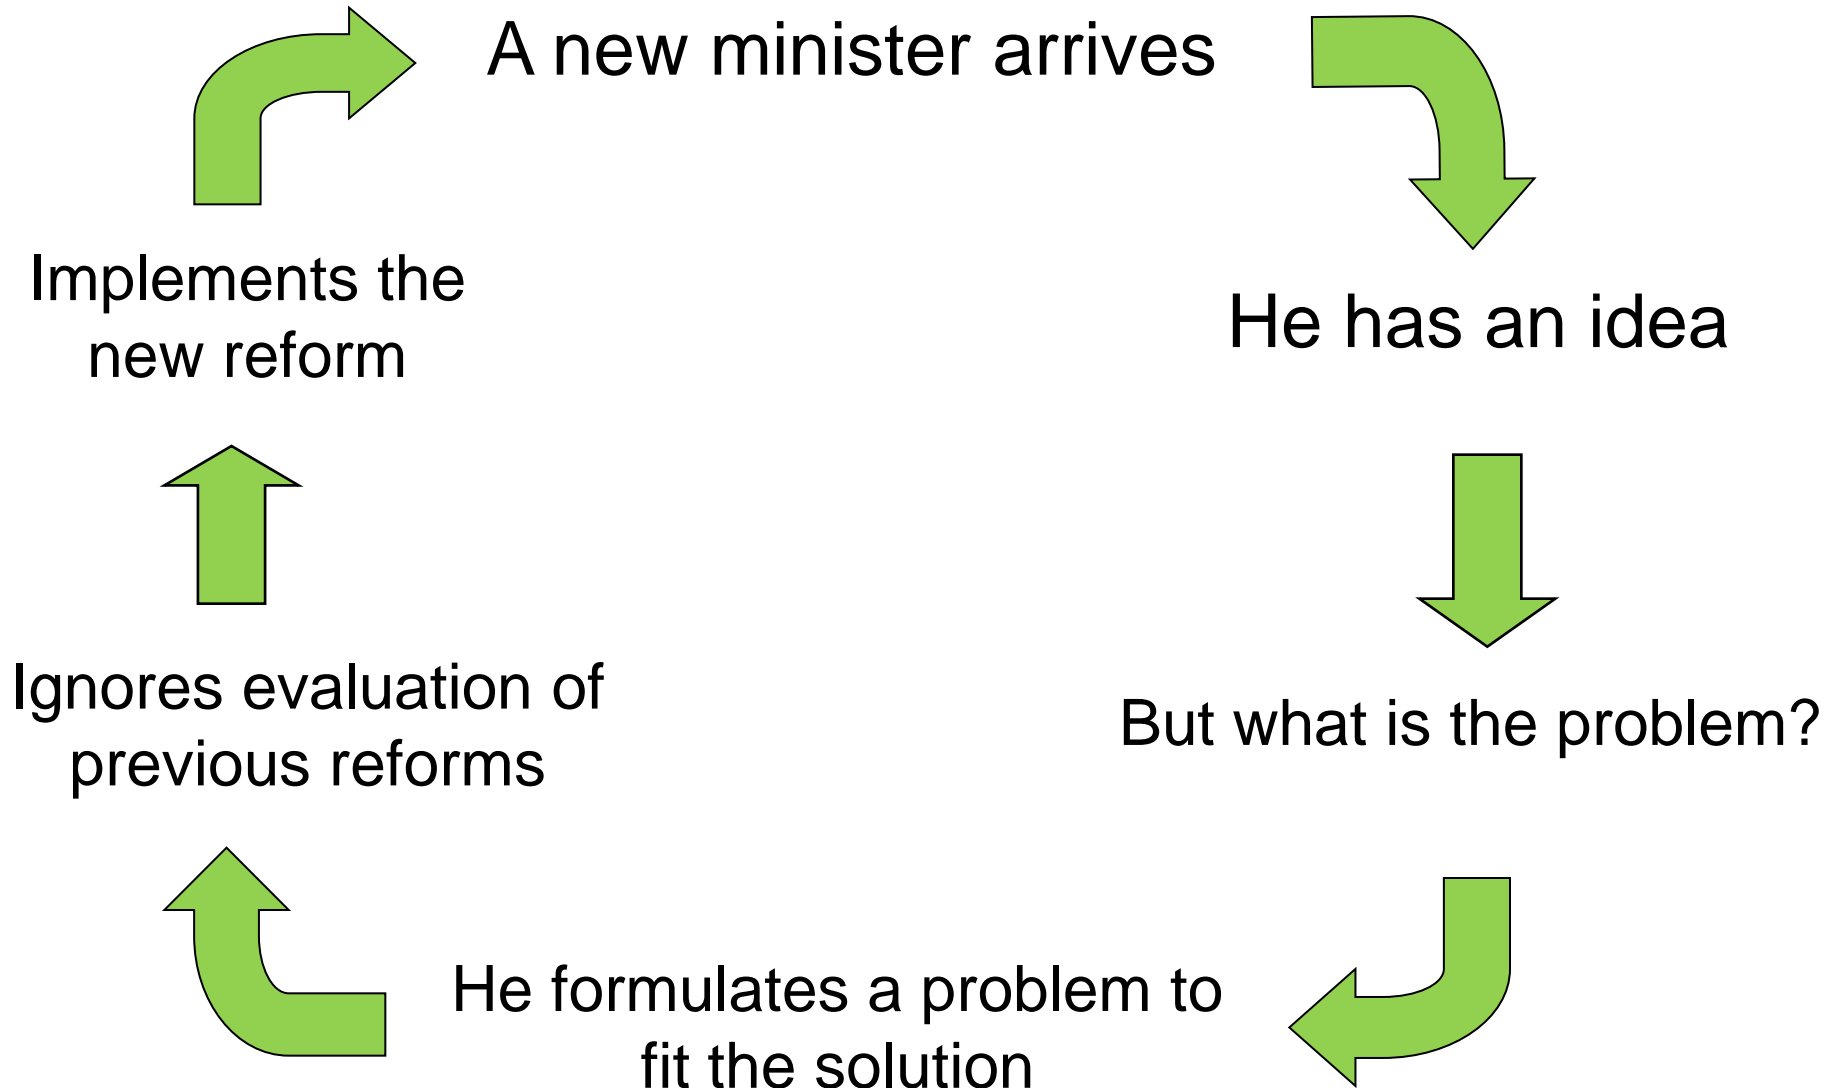 A new minister arrives
He has an idea
But what is the problem?
He formulates a problem to
fit the solution
Ignores evaluation of
previous reforms
Implements the
new reform